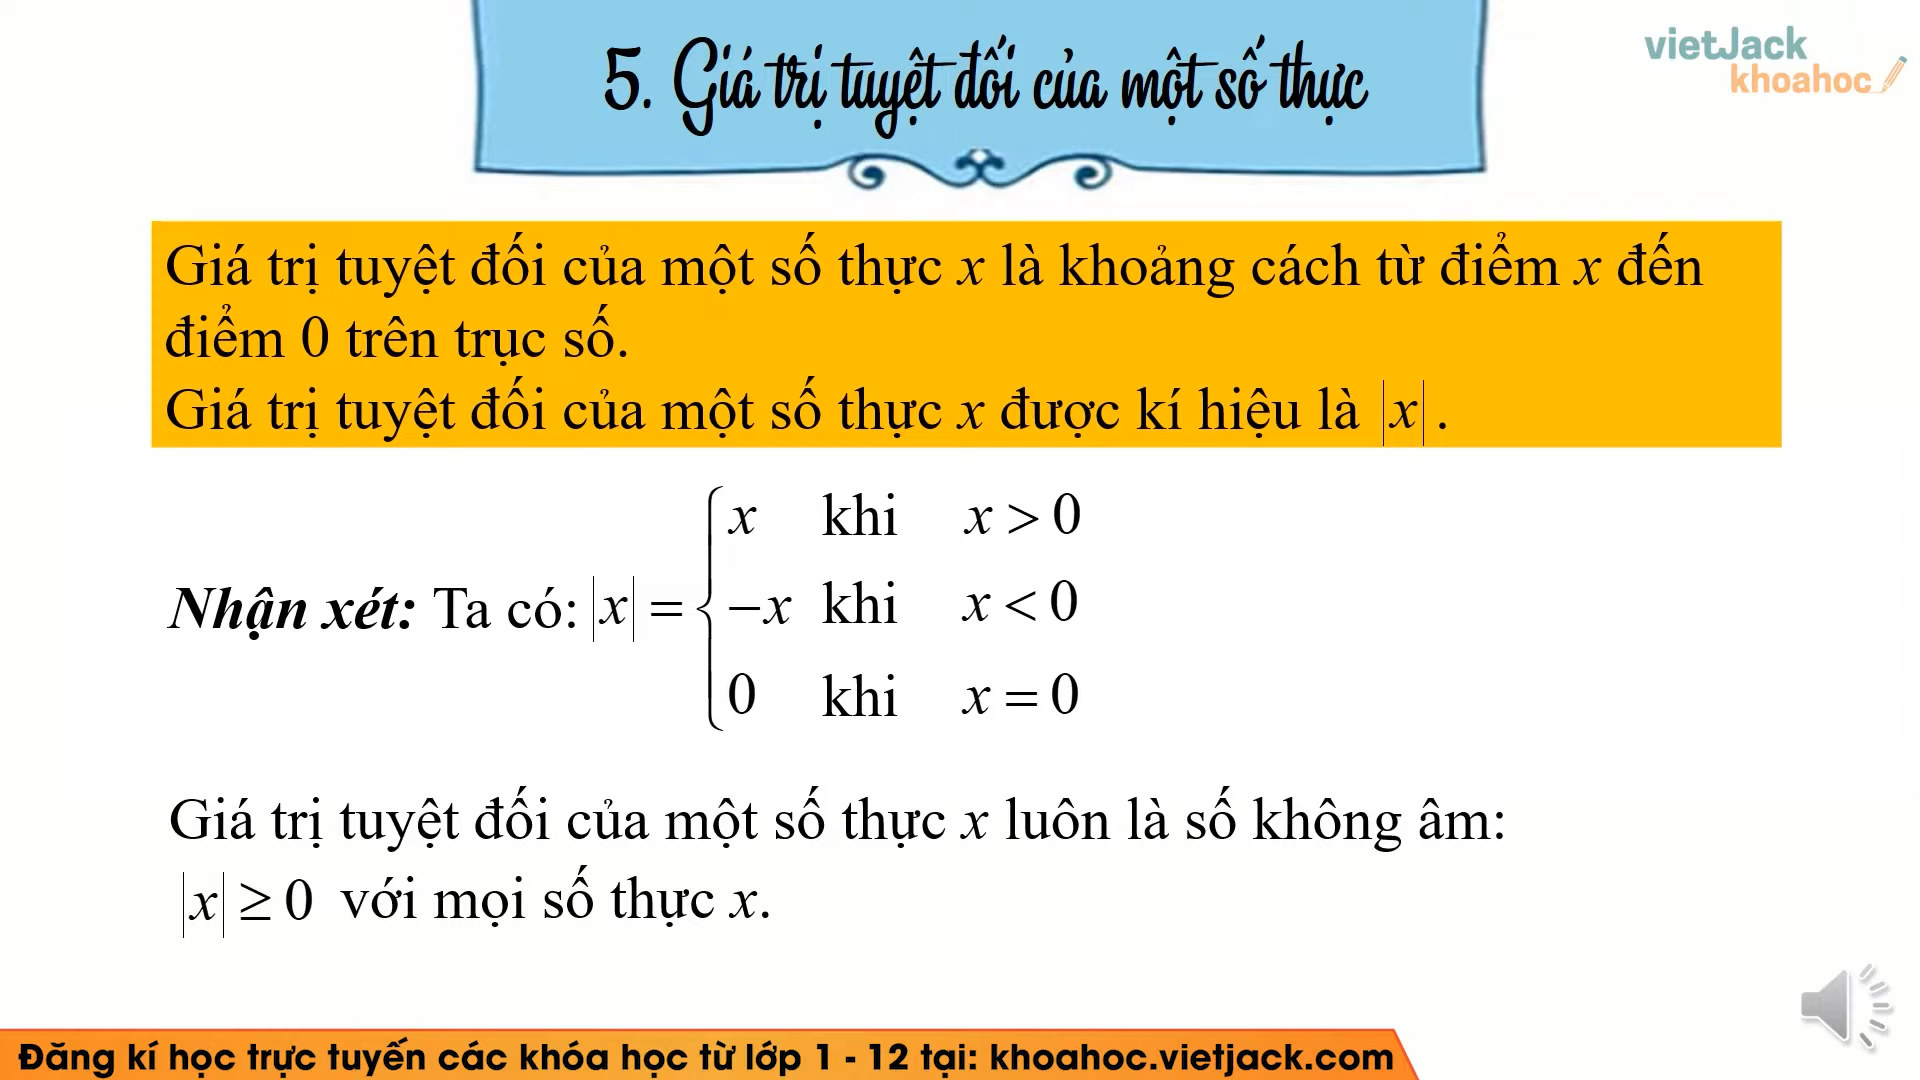 5. Giá trị tuyệt đối của một số thực
vietJack
khoahoc
Giá trị tuyệt đối của một số thực x là khoảng cách từ điểm x đến
điểm 0 trên trục số.
Giá trị tuyệt đối của một số thực x được kí hiệu là |x|.
x khi x > 0
Nhận xét: Ta có: |x| = { −x khi x < 0
0 khi x = 0
Giá trị tuyệt đối của một số thực x luôn là số không âm:
|x| ≥ 0 với mọi số thực x.
Đăng kí học trực tuyến các khóa học từ lớp 1 - 12 tại: khoahoc.vietjack.com